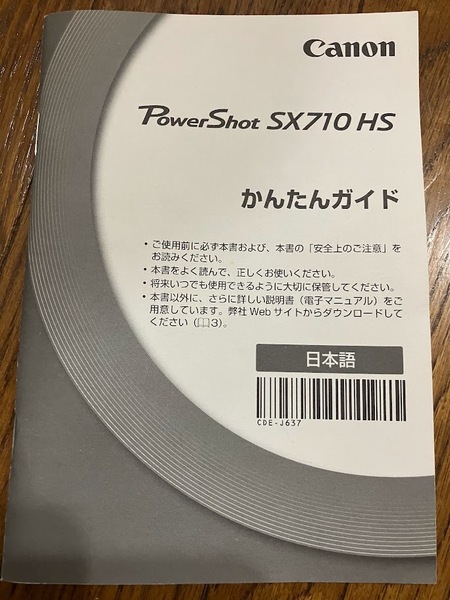 Canon
PowerShot SX710 HS
かんたんガイド
• ご使用前に必ず本書および、本書の「安全上のご注意」を
お読みください。
• 本書をよく読んで、正しくお使いください。
• 将来いつでも使用できるように大切に保管してください。
• 本書以外に、さらに詳しい説明書（電子マニュアル）をご
用意しています。弊社 Web サイトからダウンロードして
ください（📖3）。
日本語
CDE-J637